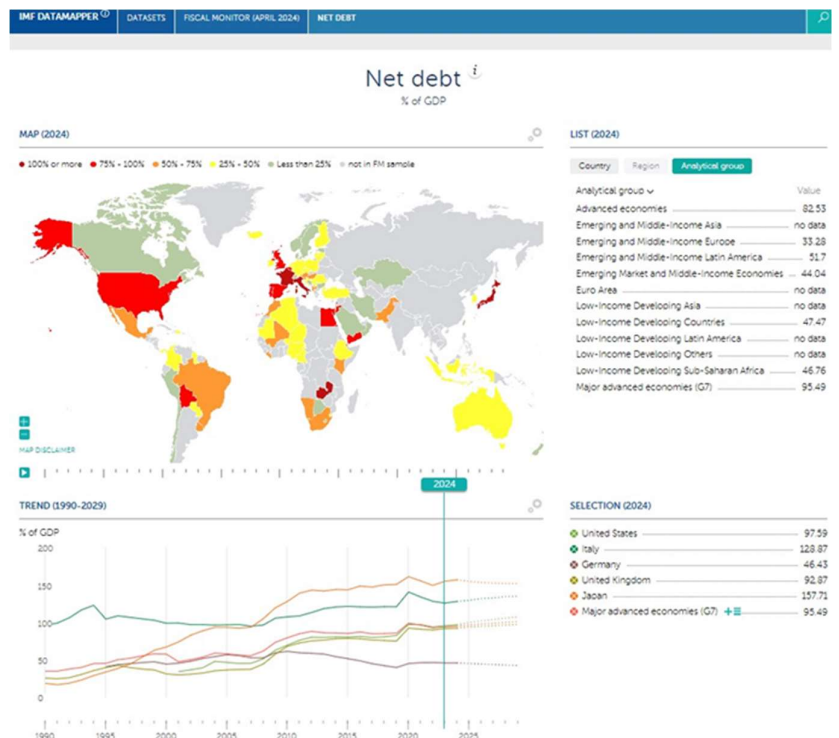 IMF DATAMAPPER i DATASETS FISCAL MONITOR (APRIL 2024) NET DEBT
Net debt i
% of GDP
MAP (2024)
100% or more 75% - 100% 50% - 75% 25% - 50% Less than 25% not in FM sample
+
−
MAP DISCLAIMER
2024
LIST (2024)
Country Region Analytical group
Analytical group Value
Advanced economies 82.53
Emerging and Middle-Income Asia no data
Emerging and Middle-Income Europe 33.28
Emerging and Middle-Income Latin America 51.7
Emerging Market and Middle-Income Economies 44.04
Euro Area no data
Low-Income Developing Asia no data
Low-Income Developing Countries 47.47
Low-Income Developing Latin America no data
Low-Income Developing Others no data
Low-Income Developing Sub-Saharan Africa 46.76
Major advanced economies (G7) 95.49
TREND (1990-2029)
% of GDP
200
150
100
50
0
1990 1995 2000 2005 2010 2015 2020 2025
SELECTION (2024)
United States 97.59
Italy 128.87
Germany 46.43
United Kingdom 92.87
Japan 157.71
Major advanced economies (G7) 95.49